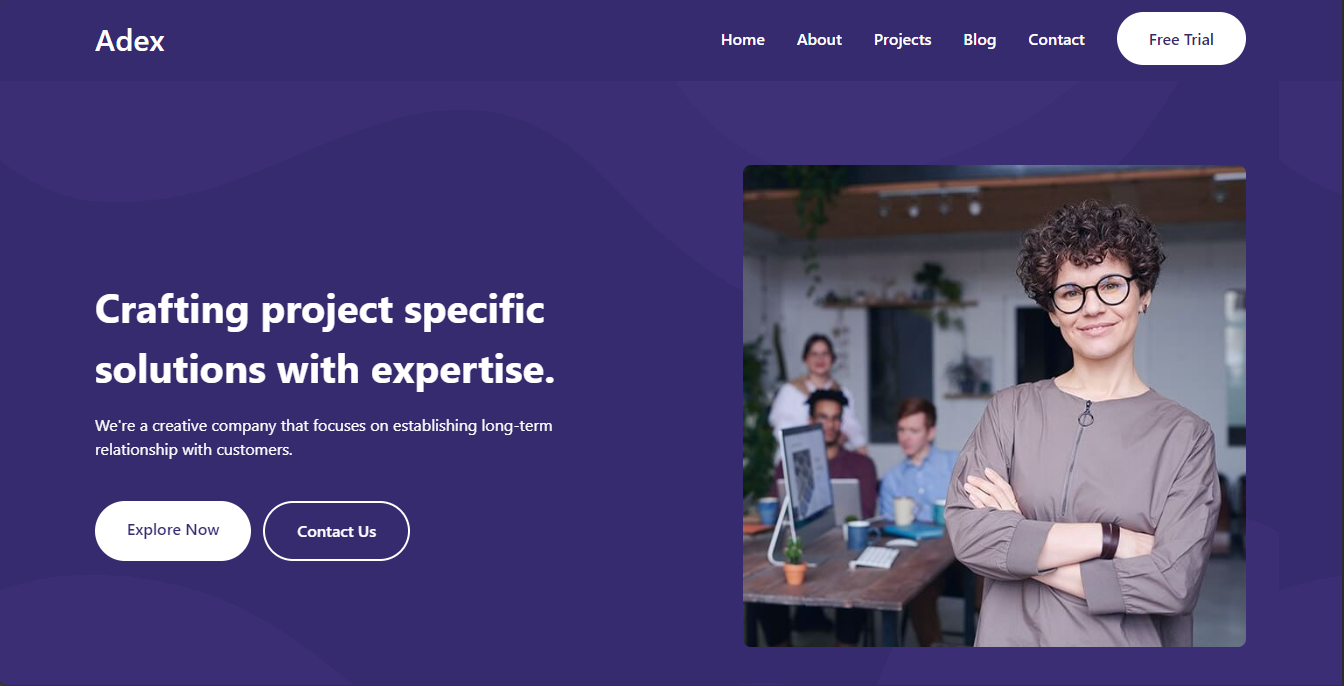 Adex
Home
About
Projects
Blog
Contact
Free Trial
Crafting project specific
solutions with expertise.
We're a creative company that focuses on establishing long-term
relationship with customers.
Explore Now
Contact Us